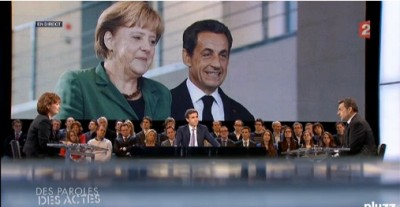 EN DIRECT
2
DES PAROLES
DES ACTES
pluzz